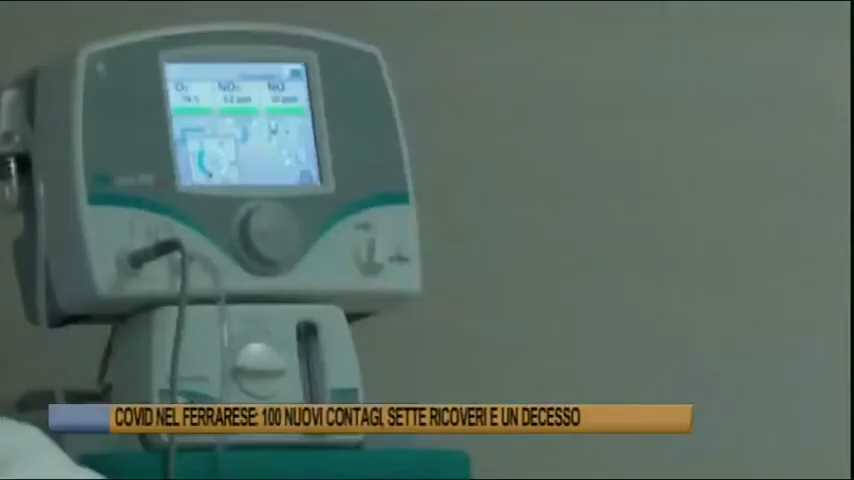 O₂ NO₂ NO
COVID NEL FERRARESE: 100 NUOVI CONTAGI, SETTE RICOVERI E UN DECESSO